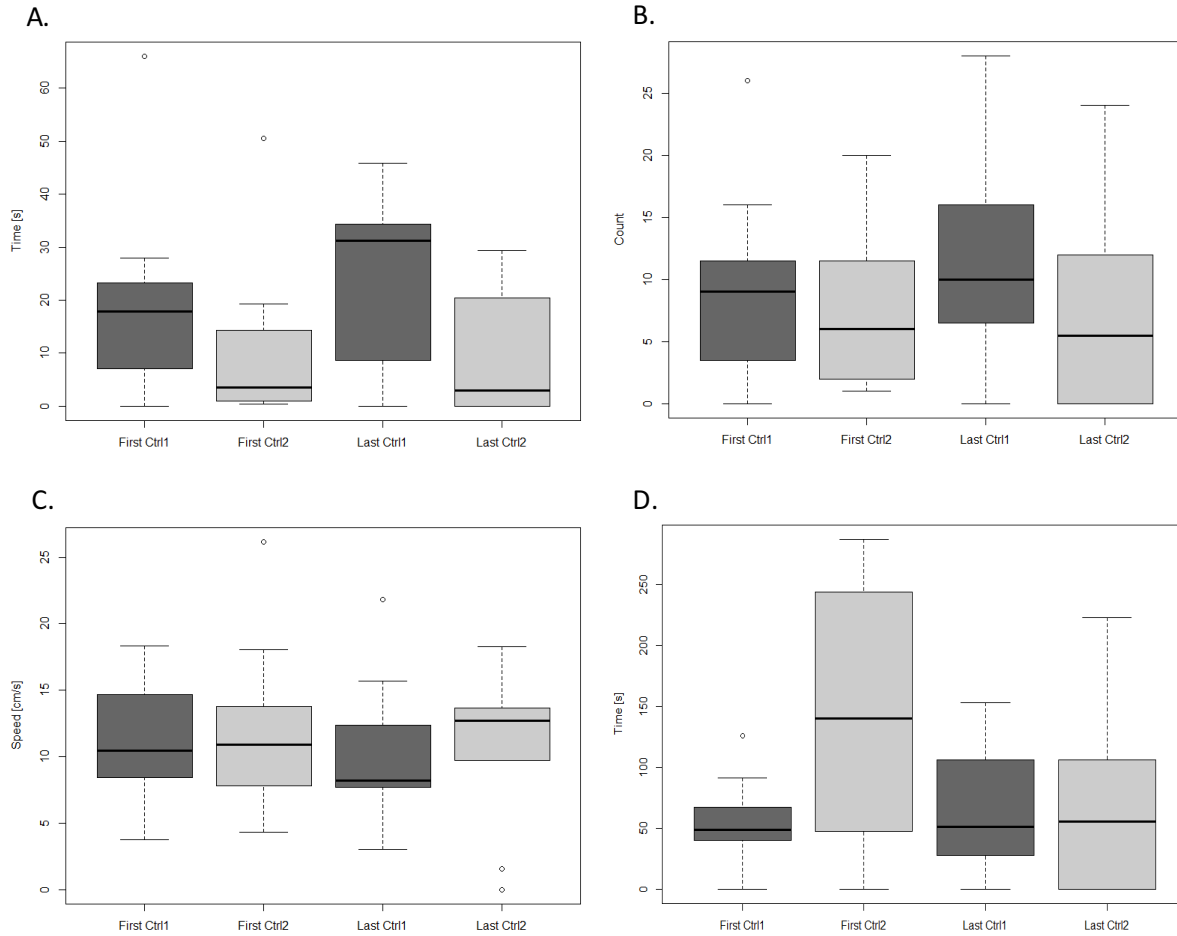 A.
B.
Time [s]
60
50
40
30
20
10
0
First Ctrl1 First Ctrl2 Last Ctrl1 Last Ctrl2
Count
25
20
15
10
5
0
First Ctrl1 First Ctrl2 Last Ctrl1 Last Ctrl2
C.
D.
Speed [cm/s]
25
20
15
10
5
0
First Ctrl1 First Ctrl2 Last Ctrl1 Last Ctrl2
Time [s]
250
200
150
100
50
0
First Ctrl1 First Ctrl2 Last Ctrl1 Last Ctrl2